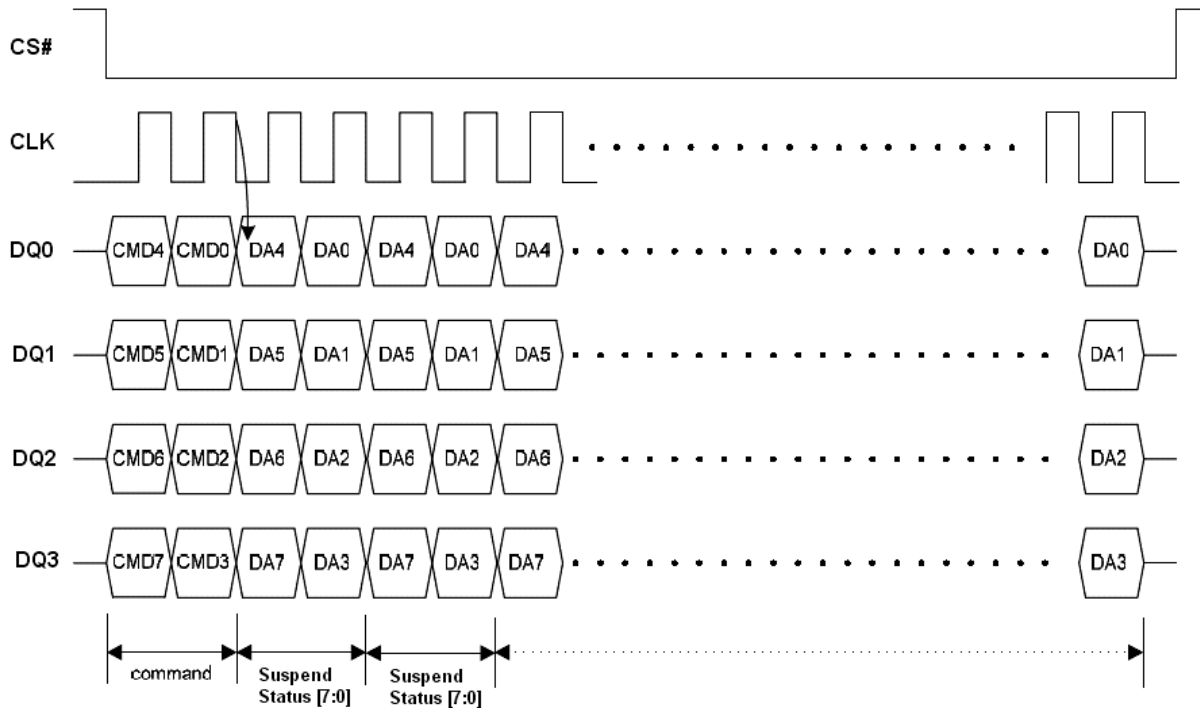 CS#
CLK
DQ0 CMD4 CMD0 DA4 DA0 DA4 DA0 DA4 DA0
DQ1 CMD5 CMD1 DA5 DA1 DA5 DA1 DA5 DA1
DQ2 CMD6 CMD2 DA6 DA2 DA6 DA2 DA6 DA2
DQ3 CMD7 CMD3 DA7 DA3 DA7 DA3 DA7 DA3
command
Suspend
Status [7:0]
Suspend
Status [7:0]